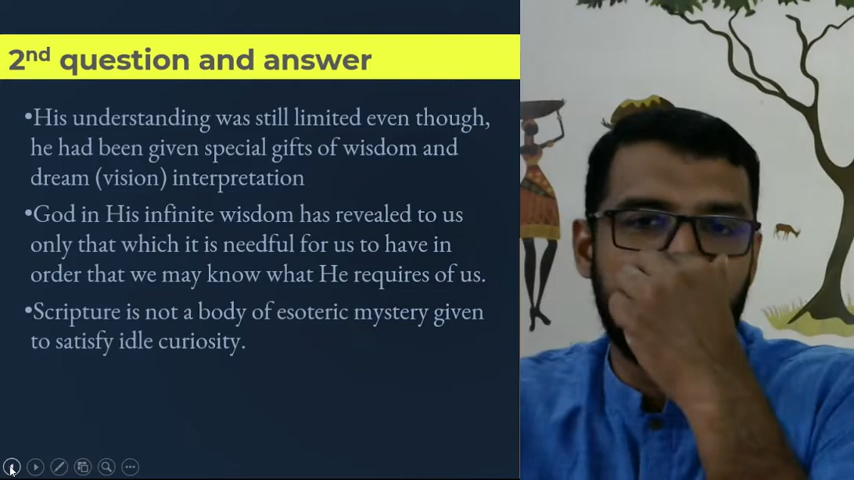 2nd question and answer
•His understanding was still limited even though,
he had been given special gifts of wisdom and
dream (vision) interpretation
•God in His infinite wisdom has revealed to us
only that which it is needful for us to have in
order that we may know what He requires of us.
•Scripture is not a body of esoteric mystery given
to satisfy idle curiosity.